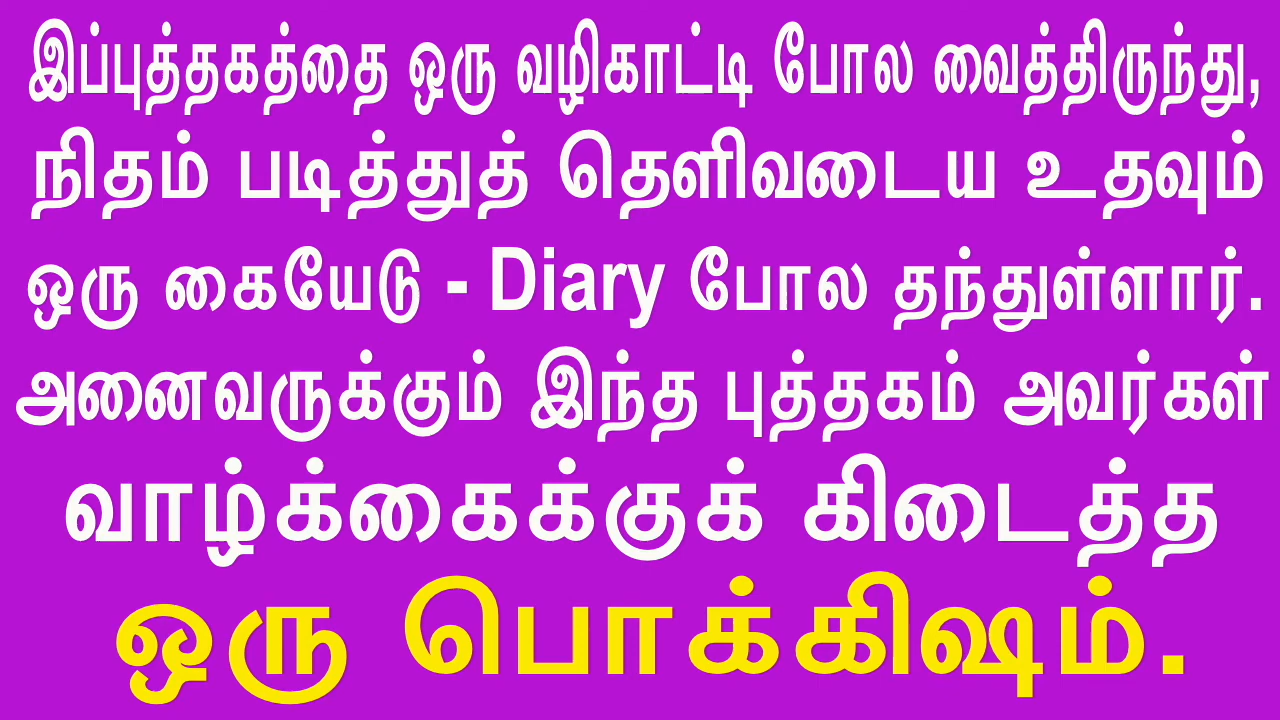 இப்புத்தகத்தை ஒரு வழிகாட்டி போல வைத்திருந்து,
நிதம் படித்துத் தெளிவடைய உதவும்
ஒரு கையேடு - Diary போல தந்துள்ளார்.
அனைவருக்கும் இந்த புத்தகம் அவர்கள்
வாழ்க்கைக்குக் கிடைத்த
ஒரு பொக்கிஷம்.